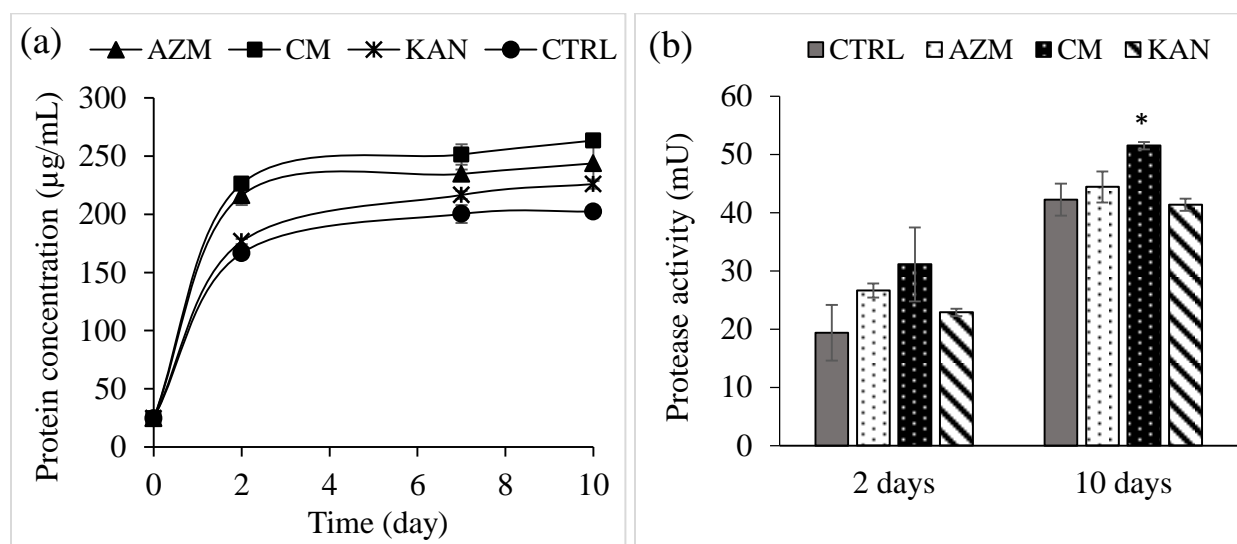 (a)
AZM CM KAN CTRL
300
250
200
150
100
50
0
Protein concentration (µg/mL)
0 2 4 6 8 10
Time (day)
(b)
CTRL AZM CM KAN
60
50
40
30
20
10
0
Protease activity (mU)
*
2 days 10 days